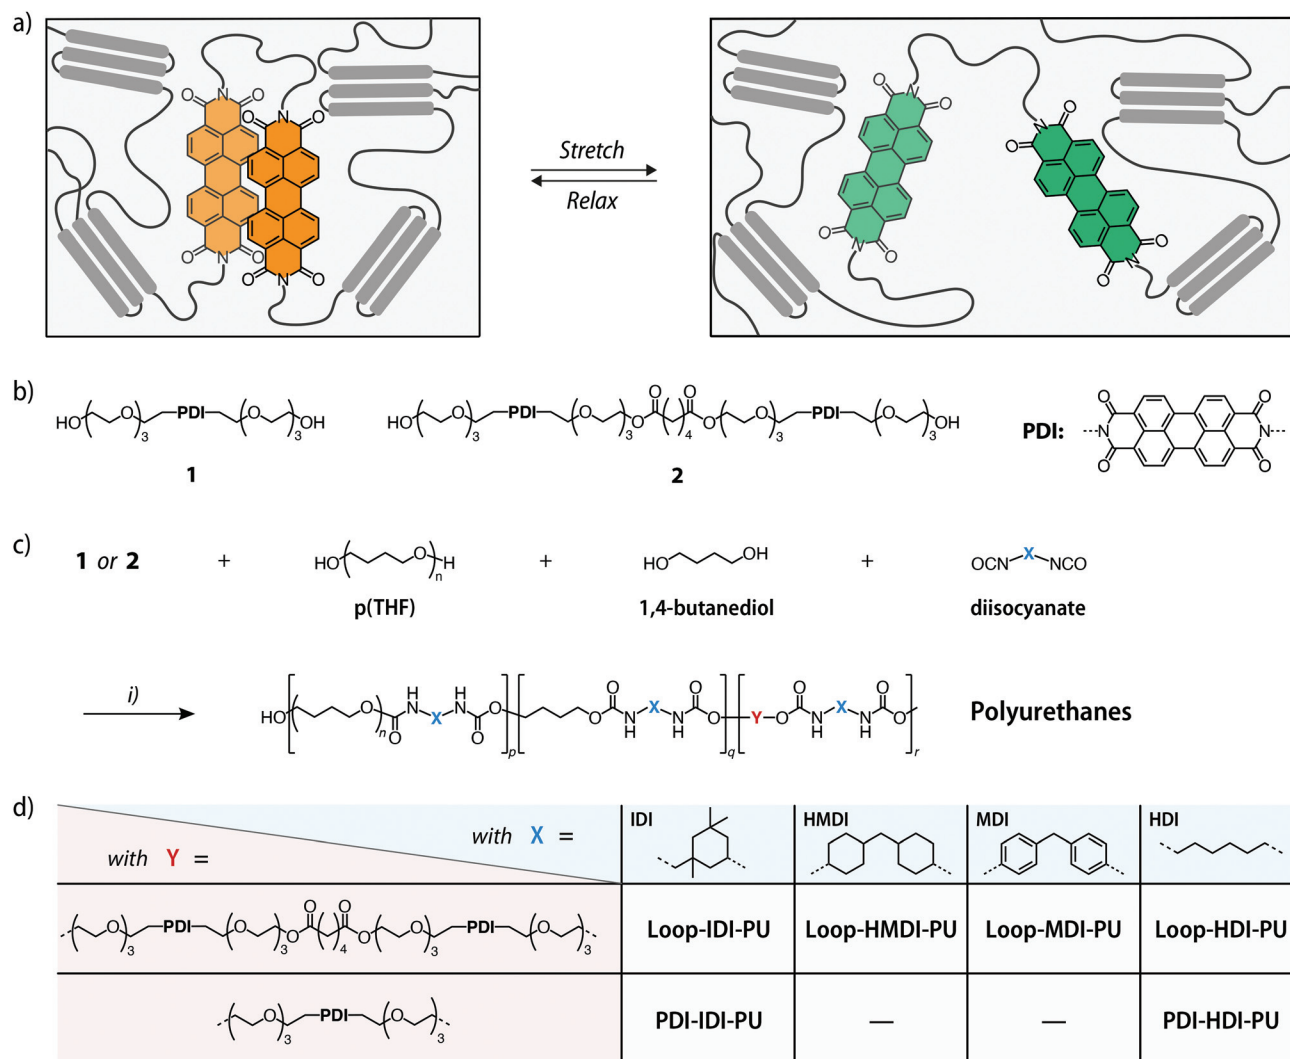 a)
N
O
O
N
O
O
O
O
N
O
O
N
Stretch
Relax
N
O
O
O
O
N
N
O
O
O
O
N
b)
HO O 3 PDI O 3 OH
1
HO O 3 PDI O 3 O O 4 O O O 3 PDI O 3 OH
2
PDI: O O N N O O
c)
1 or 2 + HO O H n + HO OH + OCN X NCO
p(THF) 1,4-butanediol diisocyanate
i)
HO O n O H N X H N O O p O O N H X N H O O q Y O O N H X N H O O r
Polyurethanes
d)
with X =
with Y =
IDI HMDI MDI HDI
O 3 PDI O 3 O O 4 O O O 3 PDI O 3
Loop-IDI-PU Loop-HMDI-PU Loop-MDI-PU Loop-HDI-PU
O 3 PDI O 3
PDI-IDI-PU — — PDI-HDI-PU